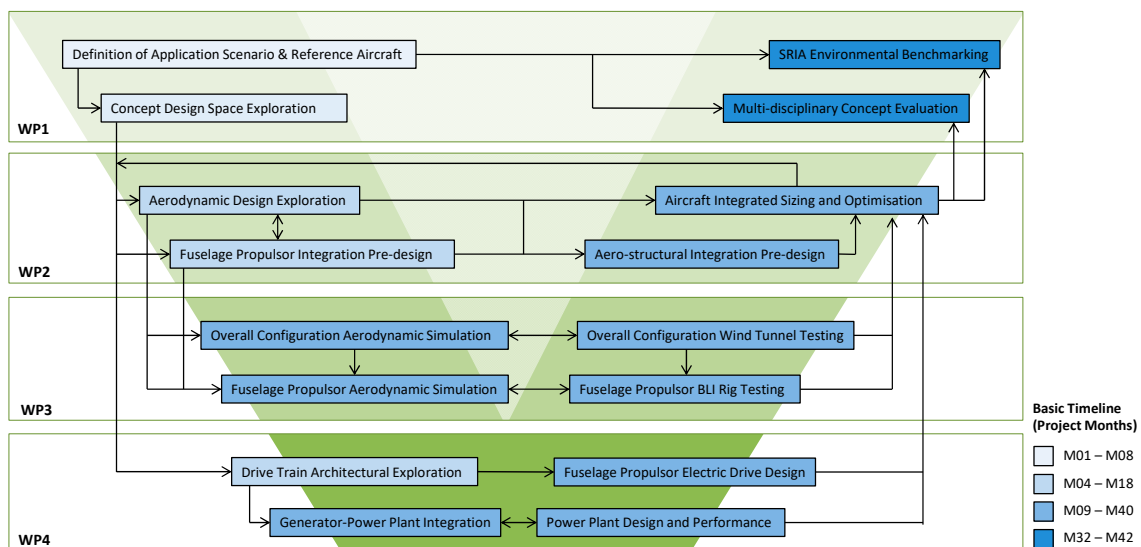 Definition of Application Scenario & Reference Aircraft
SRIA Environmental Benchmarking
Concept Design Space Exploration
Multi-disciplinary Concept Evaluation
WP1
Aerodynamic Design Exploration
Aircraft Integrated Sizing and Optimisation
Fuselage Propulsor Integration Pre-design
Aero-structural Integration Pre-design
WP2
Overall Configuration Aerodynamic Simulation
Overall Configuration Wind Tunnel Testing
Fuselage Propulsor Aerodynamic Simulation
Fuselage Propulsor BLI Rig Testing
WP3
Drive Train Architectural Exploration
Fuselage Propulsor Electric Drive Design
Generator-Power Plant Integration
Power Plant Design and Performance
WP4
Basic Timeline
(Project Months)
M01 – M08
M04 – M18
M09 – M40
M32 – M42